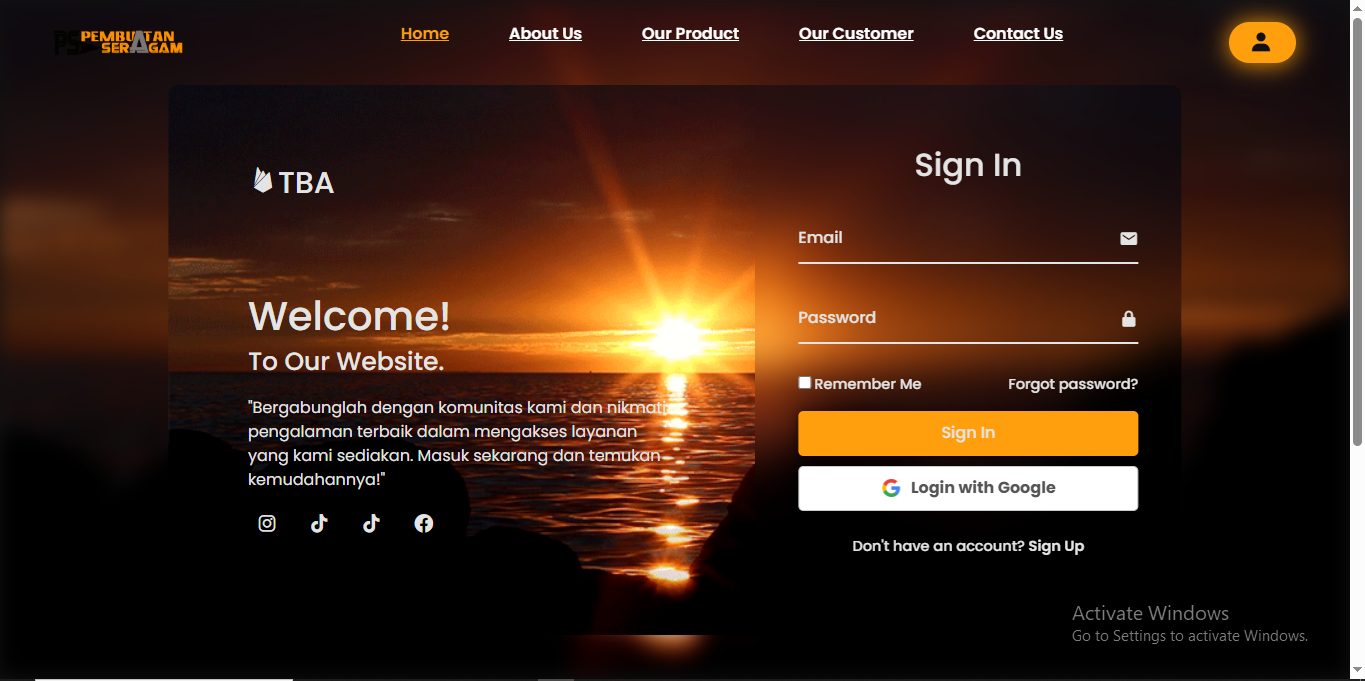 PS PEMBUATAN
SERAGAM
Home About Us Our Product Our Customer Contact Us
TBA
Welcome!
To Our Website.
"Bergabunglah dengan komunitas kami dan nikmati
pengalaman terbaik dalam mengakses layanan
yang kami sediakan. Masuk sekarang dan temukan
kemudahannya!"
Sign In
Email
Password
Remember Me Forgot password?
Sign In
Login with Google
Don't have an account? Sign Up
Activate Windows
Go to Settings to activate Windows.